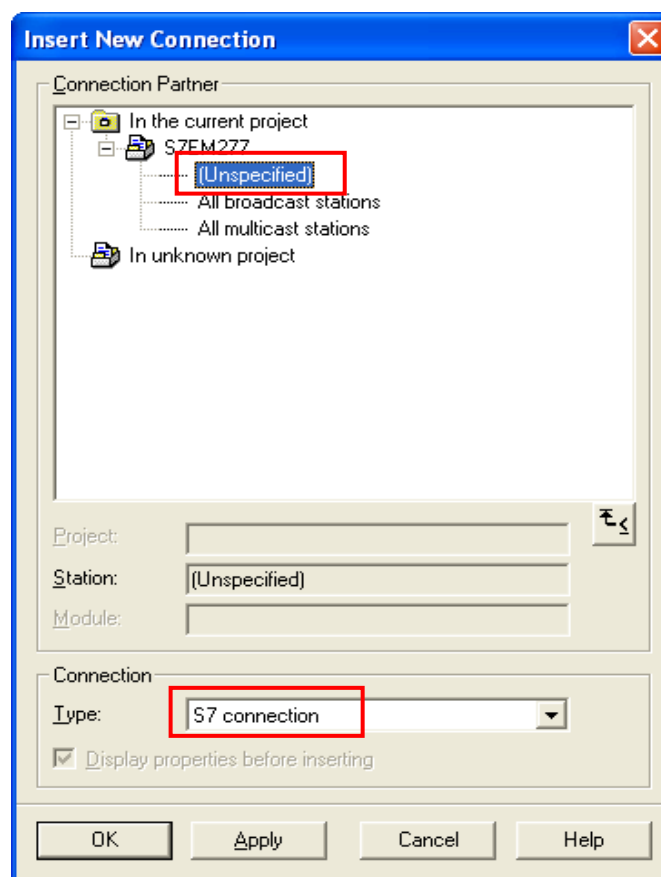 Insert New Connection
Connection Partner
In the current project
S7EM277
(Unspecified)
All broadcast stations
All multicast stations
In unknown project
Project:
Station: (Unspecified)
Module:
Connection
Type: S7 connection
Display properties before inserting
OK Apply Cancel Help